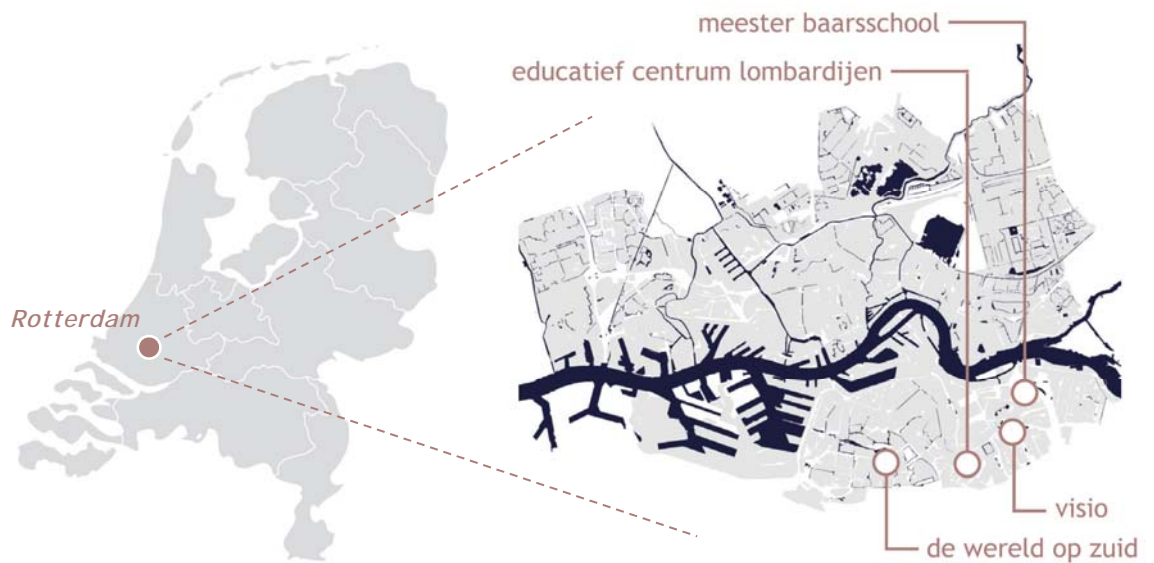 meester baarsschool
educatief centrum lombardijen
Rotterdam
visio
de wereld op zuid